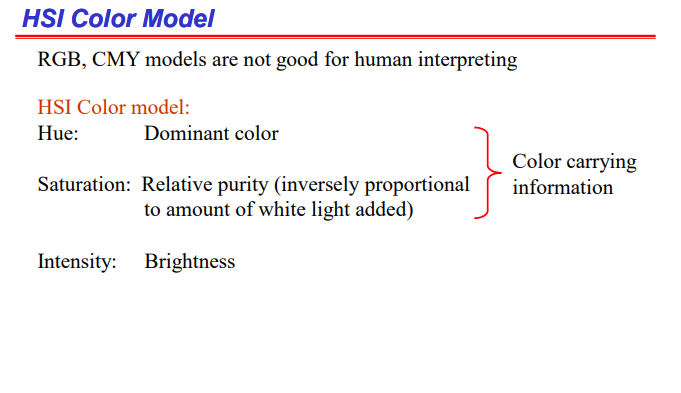 HSI Color Model
RGB, CMY models are not good for human interpreting
HSI Color model:
Hue: Dominant color
Saturation: Relative purity (inversely proportional
to amount of white light added)
Color carrying
information
Intensity: Brightness